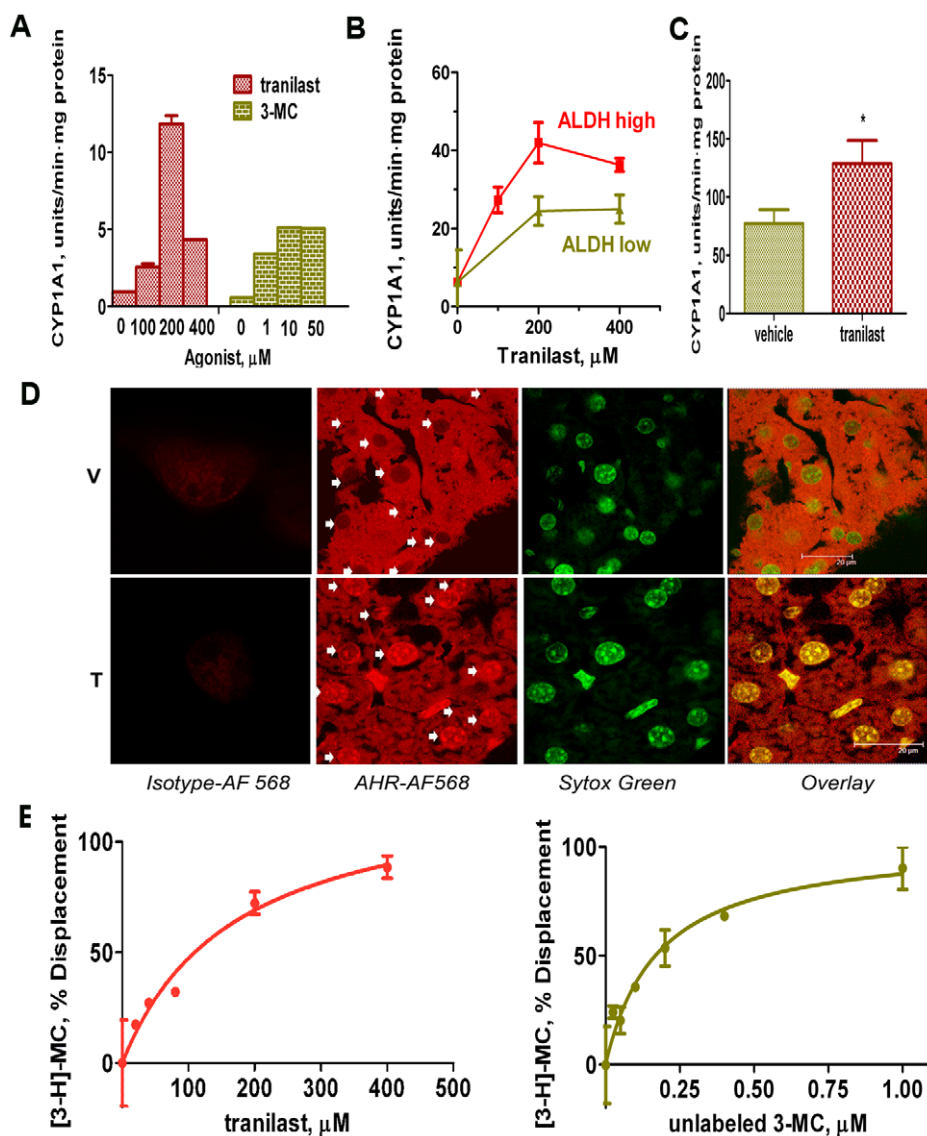 A
CYP1A1, units/min·mg protein
15
10
5
0
tranilast
3-MC
0 100 200 400 0 1 10 50
Agonist, µM
B
CYP1A1, units/min·mg protein
60
40
20
0
ALDH high
ALDH low
0 200 400
Tranilast, µM
C
CYP1A1, units/min·mg protein
200
150
100
50
0
*
vehicle tranilast
D
V
20 µm
T
20 µm
Isotype-AF 568 AHR-AF568 Sytox Green Overlay
E
[3-H]-MC, % Displacement
100
50
0
100 200 300 400 500
tranilast, µM
[3-H]-MC, % Displacement
100
50
0
0.25 0.50 0.75 1.00
unlabeled 3-MC, µM